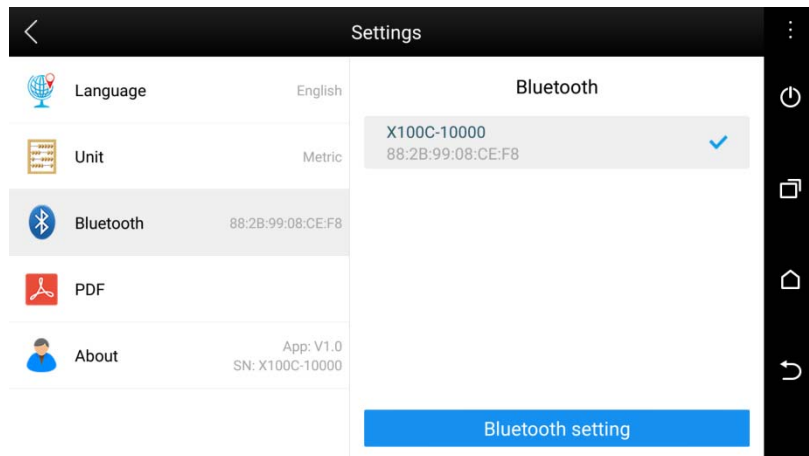 Settings
Language English
Unit Metric
Bluetooth 88:2B:99:08:CE:F8
PDF
About App: V1.0
SN: X100C-10000
Bluetooth
X100C-10000
88:2B:99:08:CE:F8
Bluetooth setting